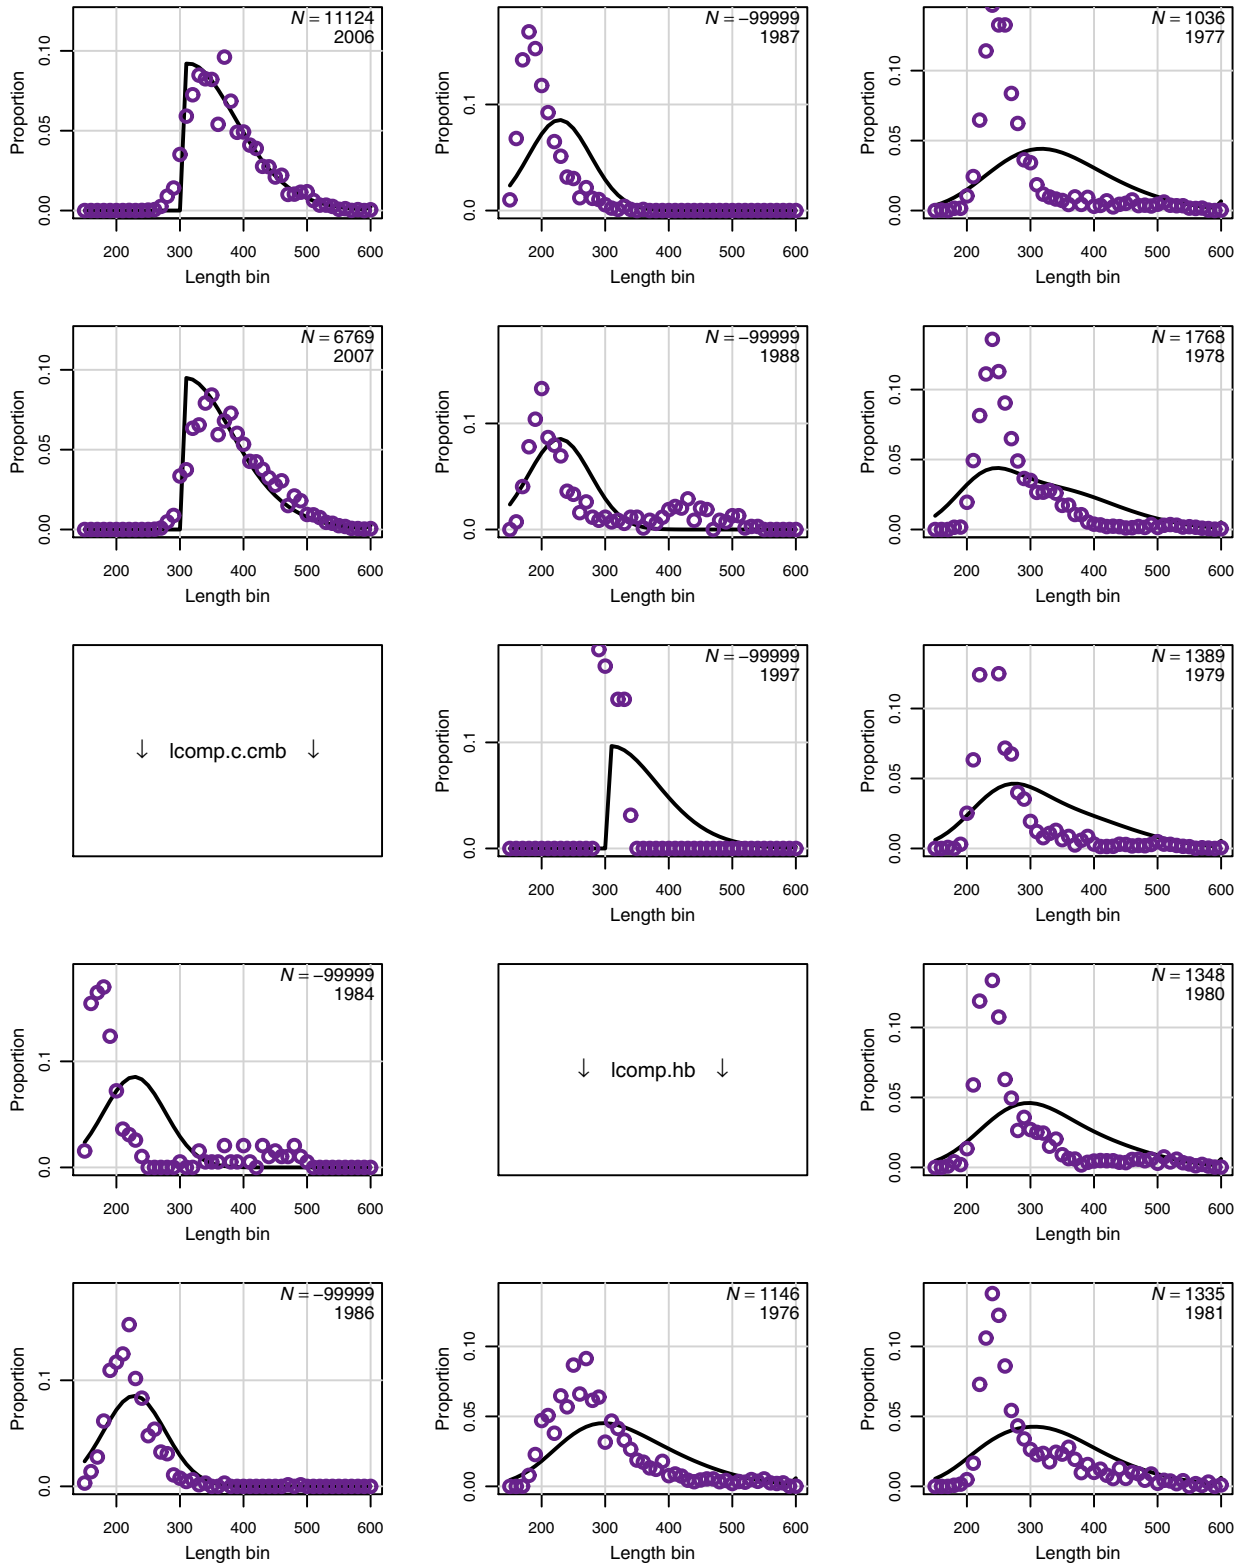 N = 11124
2006
Proportion
0.00 0.05 0.10
200 300 400 500 600
Length bin
N = −99999
1987
Proportion
0.0 0.1
200 300 400 500 600
Length bin
N = 1036
1977
Proportion
0.00 0.05 0.10
200 300 400 500 600
Length bin
N = 6769
2007
Proportion
0.00 0.05 0.10
200 300 400 500 600
Length bin
N = −99999
1988
Proportion
0.0 0.1
200 300 400 500 600
Length bin
N = 1768
1978
Proportion
0.00 0.05 0.10
200 300 400 500 600
Length bin
↓ lcomp.c.cmb ↓
N = −99999
1997
Proportion
0.0 0.1
200 300 400 500 600
Length bin
N = 1389
1979
Proportion
0.00 0.05 0.10
200 300 400 500 600
Length bin
N = −99999
1984
Proportion
0.0 0.1
200 300 400 500 600
Length bin
↓ lcomp.hb ↓
N = 1348
1980
Proportion
0.00 0.05 0.10
200 300 400 500 600
Length bin
N = −99999
1986
Proportion
0.0 0.1
200 300 400 500 600
Length bin
N = 1146
1976
Proportion
0.00 0.05 0.10
200 300 400 500 600
Length bin
N = 1335
1981
Proportion
0.00 0.05 0.10
200 300 400 500 600
Length bin